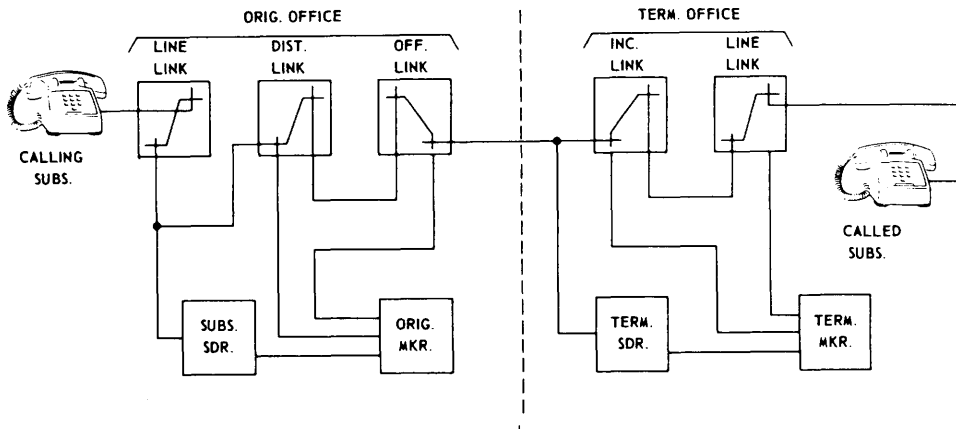 ORIG. OFFICE
TERM. OFFICE
LINE
LINK
DIST.
LINK
OFF.
LINK
INC.
LINK
LINE
LINK
CALLING
SUBS.
CALLED
SUBS.
SUBS.
SDR.
ORIG.
MKR.
TERM.
SDR.
TERM.
MKR.